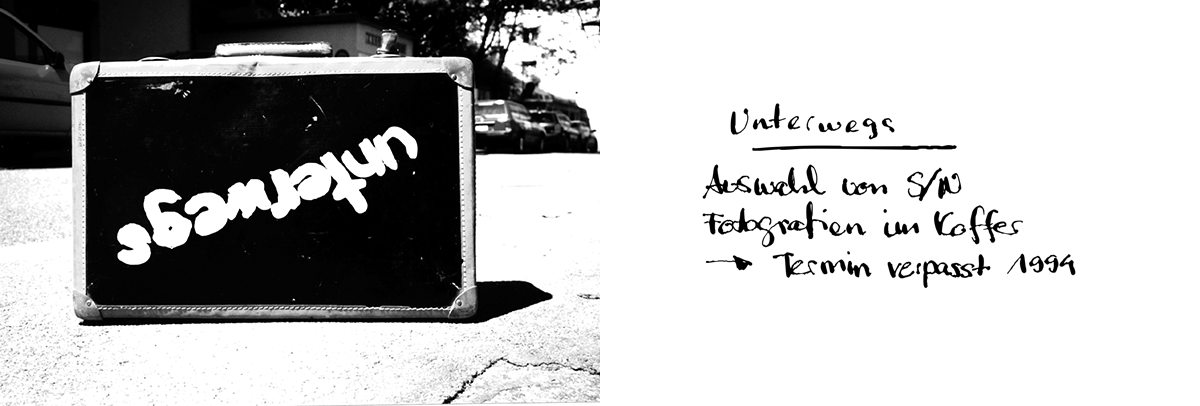 unterwegs
Unterwegs
Auswahl von S/W
Fotografien im Koffer
→ Termin verpasst 1994